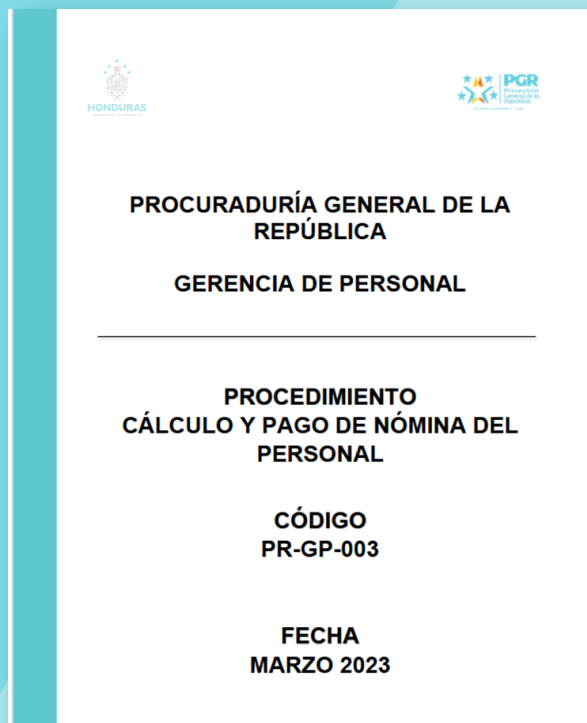 HONDURAS
PGR
Procuraduría
General de la
República
PROCURADURÍA GENERAL DE LA
REPÚBLICA
GERENCIA DE PERSONAL
PROCEDIMIENTO
CÁLCULO Y PAGO DE NÓMINA DEL
PERSONAL
CÓDIGO
PR-GP-003
FECHA
MARZO 2023